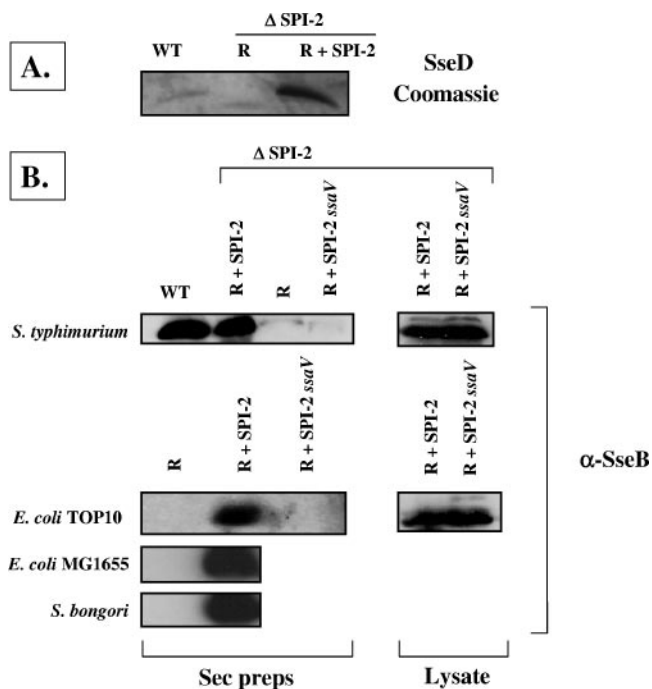 A.
Δ SPI-2
WT R R + SPI-2
SseD
Coomassie
B.
Δ SPI-2
WT R + SPI-2 R R + SPI-2 ssaV R + SPI-2 R + SPI-2 ssaV
S. typhimurium
R R + SPI-2 R + SPI-2 ssaV R + SPI-2 R + SPI-2 ssaV
α-SseB
E. coli TOP10
E. coli MG1655
S. bongori
Sec preps Lysate